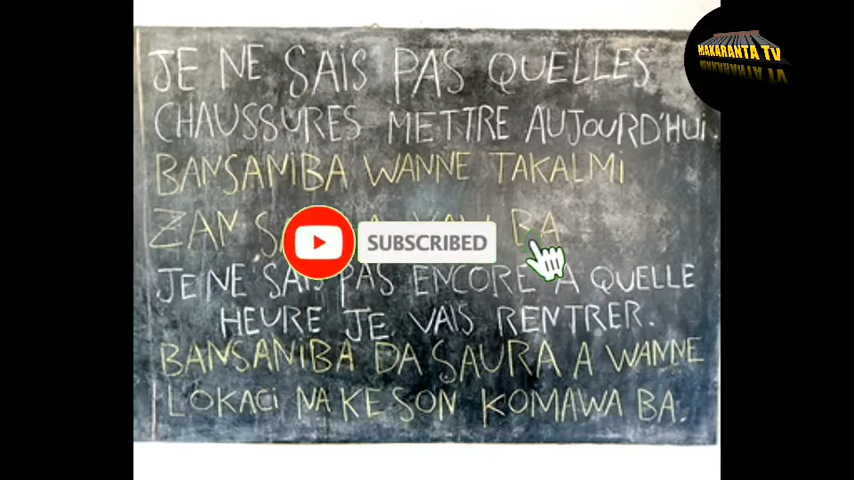 JE NE SAIS PAS QUELLES
CHAUSSURES METTRE AUJOURD'HUI.
BANSANIBA WANNE TAKALMI
ZAN BA
SUBSCRIBED
JE NE SAIS PAS ENCORE A QUELLE
HEURE JE VAIS RENTRER.
BANSANIBA DA SAURA A WANNE
LOKACI NA KE SON KOMAWA BA.
MAKARANTA TV